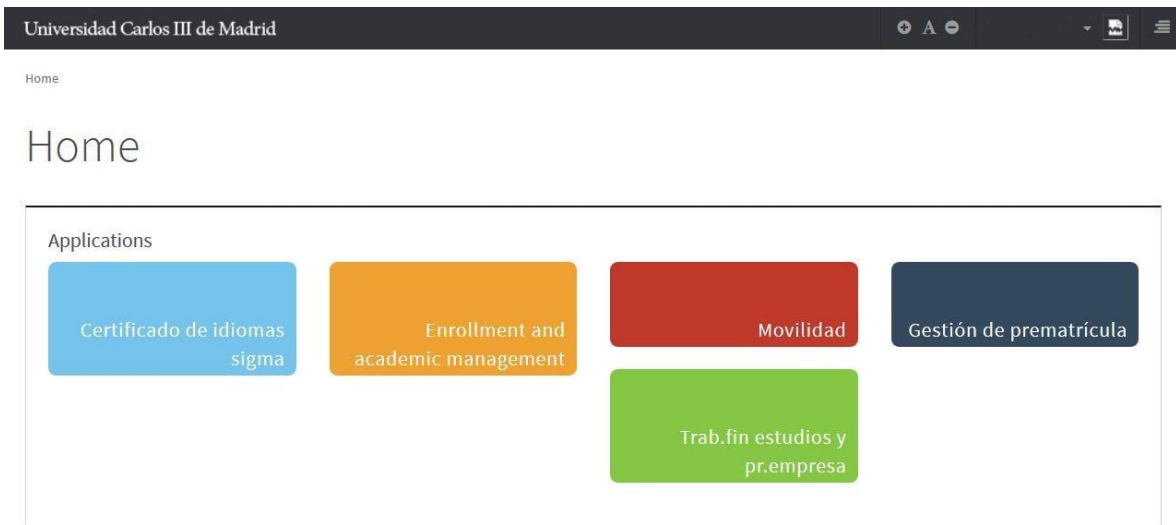 Universidad Carlos III de Madrid
A
Home
Home
Applications
Certificado de idiomas
sigma
Enrollment and
academic management
Movilidad
Gestión de prematrícula
Trab.fin estudios y
pr.empresa